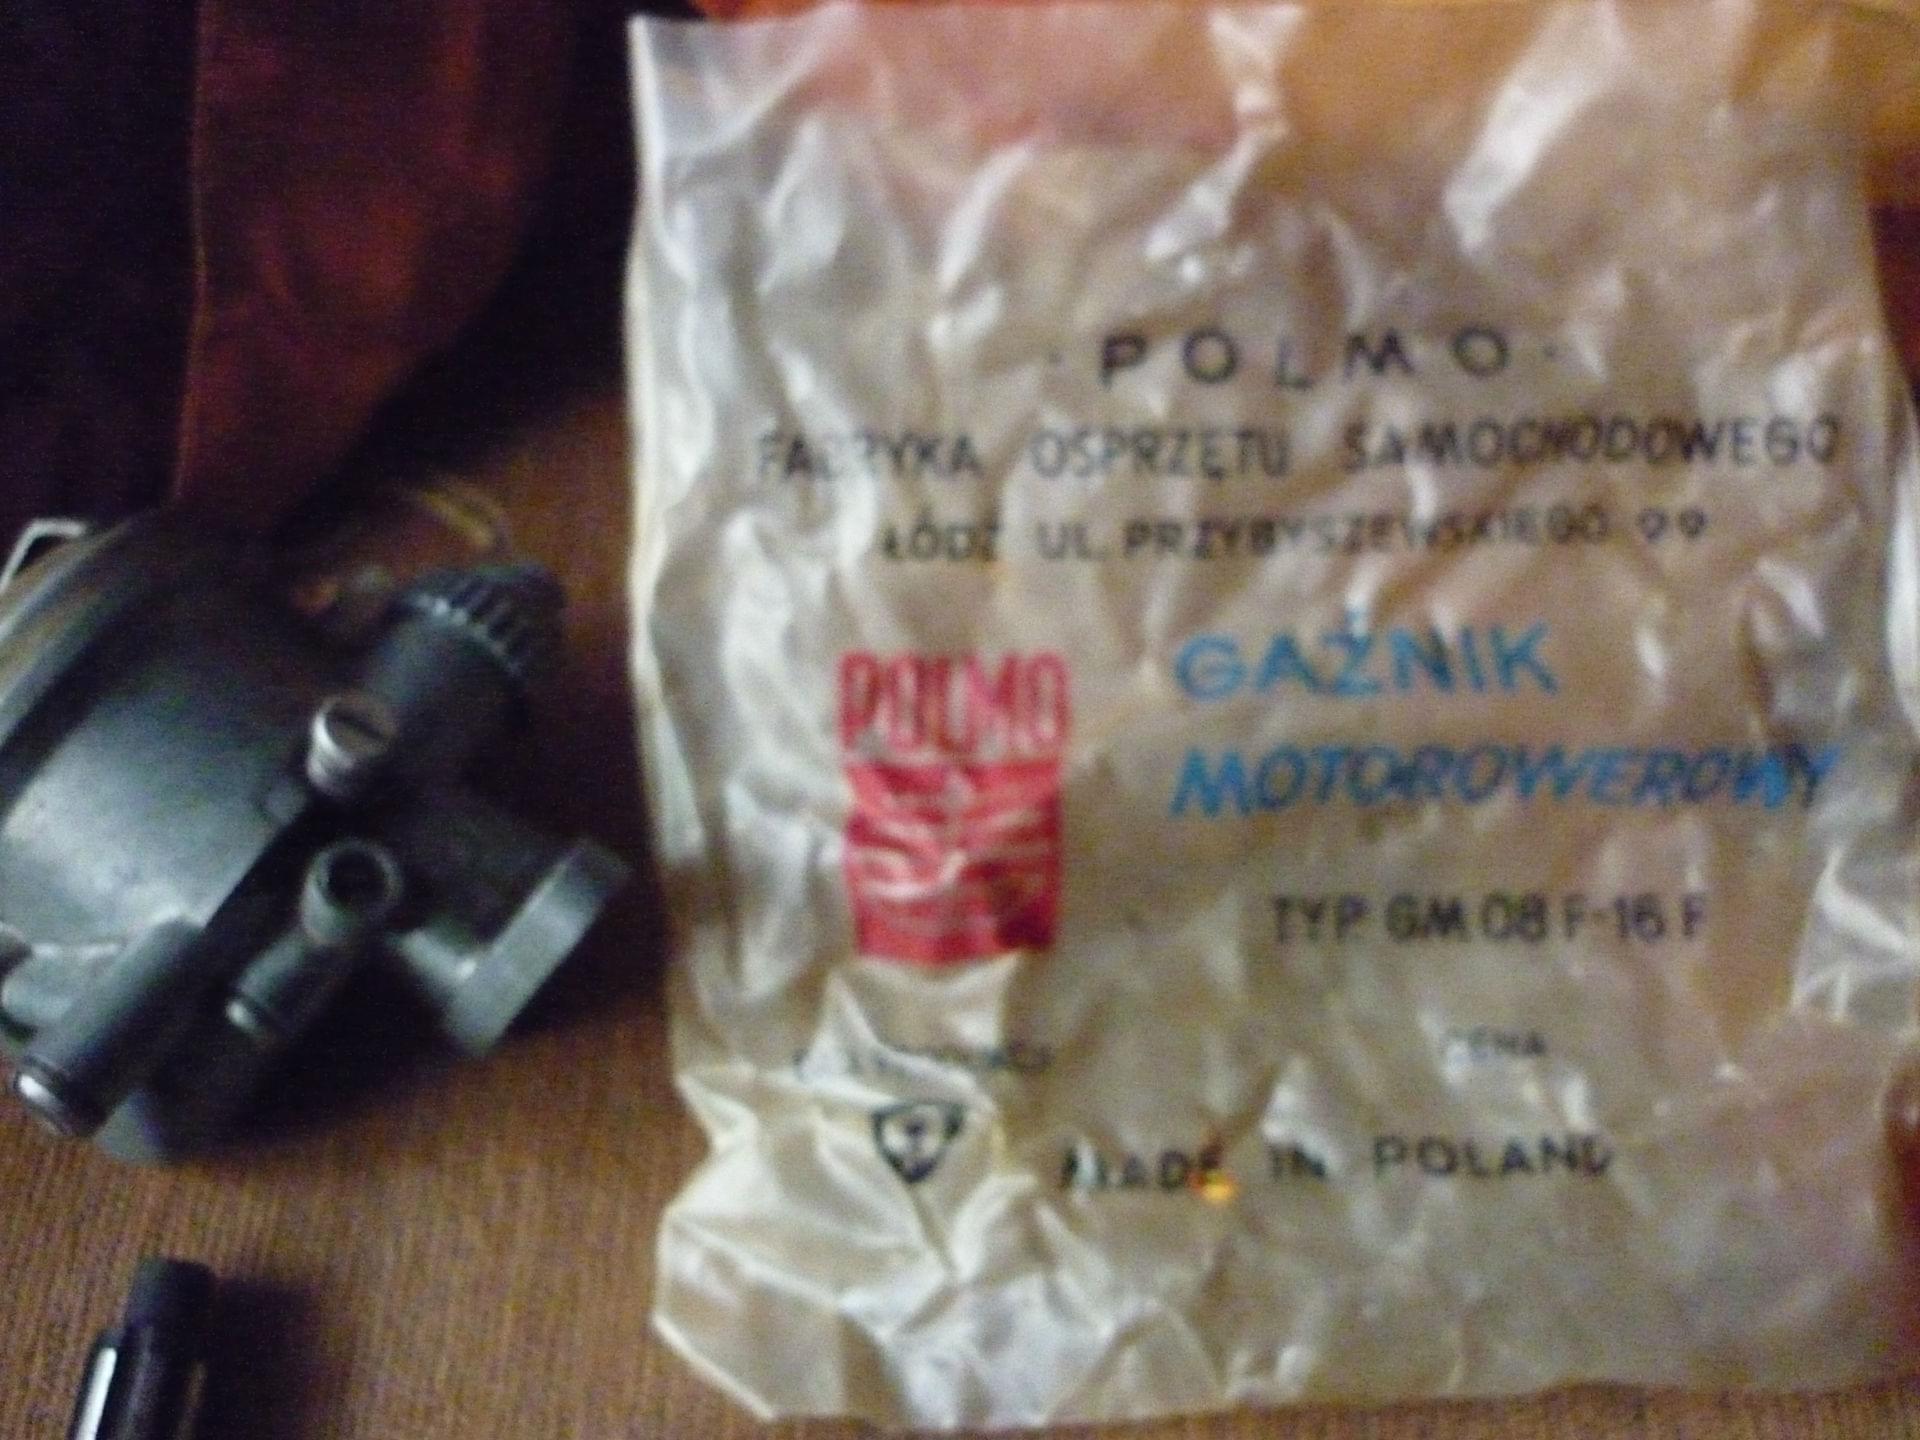 · POLMO ·
FABRYKA OSPRZĘTU SAMOCHODOWEGO
ŁÓDŹ UL. PRZYBYSZEWSKIEGO 99
POLMO
GAŹNIK
MOTOROWEROWY
TYP GM 08 F-16 F
CENA
MADE IN POLAND